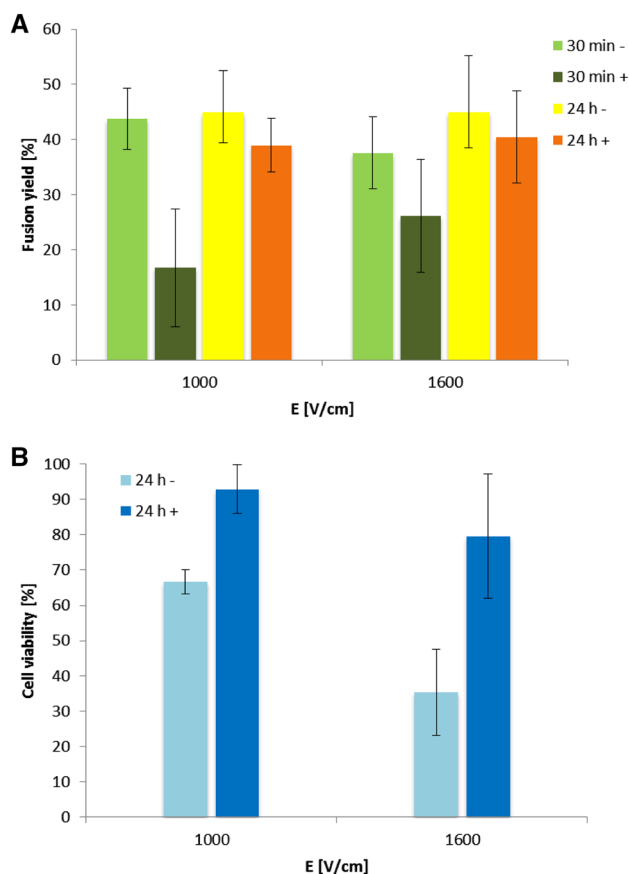 A
60
50
40
30
20
10
0
Fusion yield [%]
1000
1600
E [V/cm]
30 min -
30 min +
24 h -
24 h +
B
100
90
80
70
60
50
40
30
20
10
0
Cell viability [%]
24 h -
24 h +
1000
1600
E [V/cm]